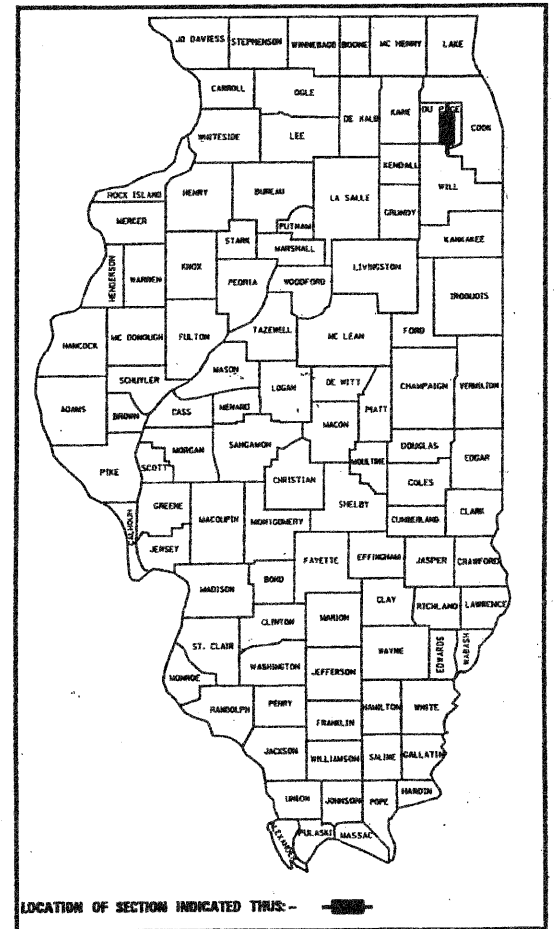 JO DAVIESS STEPHENSON WINNEBAGO BOONE MC HENRY LAKE
CARROLL OGLE DE KALB KANE DU PAGE COOK
WHITESIDE LEE
KENDALL WILL
ROCK ISLAND HENRY BUREAU LA SALLE GRUNDY
MERCER PUTNAM KANKAKEE
STARK MARSHALL
HENDERSON WARREN KNOX PEORIA WOODFORD LIVINGSTON IROQUOIS
HANCOCK MC DONOUGH FULTON TAZEWELL MC LEAN FORD
SCHUYLER MASON LOGAN DE WITT CHAMPAIGN VERMILION
ADAMS BROWN CASS MENARD MACON PIATT
MORGAN SANGAMON DOUGLAS EDGAR
PIKE SCOTT CHRISTIAN MOULTRIE COLES
CALHOUN GREENE MACOUPIN MONTGOMERY SHELBY CUMBERLAND CLARK
JERSEY FAYETTE EFFINGHAM JASPER CRAWFORD
MADISON BOND CLAY RICHLAND LAWRENCE
CLINTON MARION
ST. CLAIR WASHINGTON JEFFERSON WAYNE EDWARDS WABASH
MONROE
RANDOLPH PERRY FRANKLIN HAMILTON WHITE
JACKSON WILLIAMSON SALINE GALLATIN
UNION JOHNSON POPE HARDIN
ALEXANDER PULASKI MASSAC
LOCATION OF SECTION INDICATED THUS:-